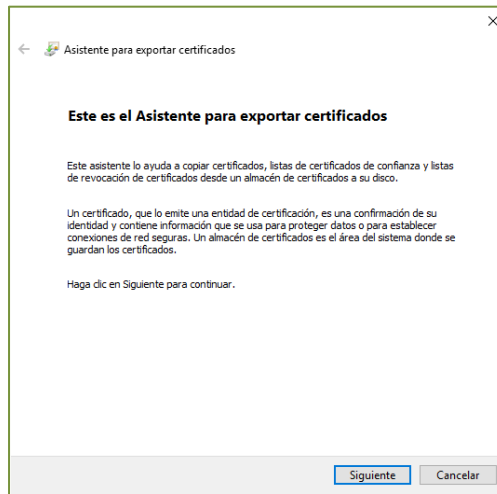 Asistente para exportar certificados
Este es el Asistente para exportar certificados
Este asistente lo ayuda a copiar certificados, listas de certificados de confianza y listas
de revocación de certificados desde un almacén de certificados a su disco.
Un certificado, que lo emite una entidad de certificación, es una confirmación de su
identidad y contiene información que se usa para proteger datos o para establecer
conexiones de red seguras. Un almacén de certificados es el área del sistema donde se
guardan los certificados.
Haga clic en Siguiente para continuar.
Siguiente Cancelar